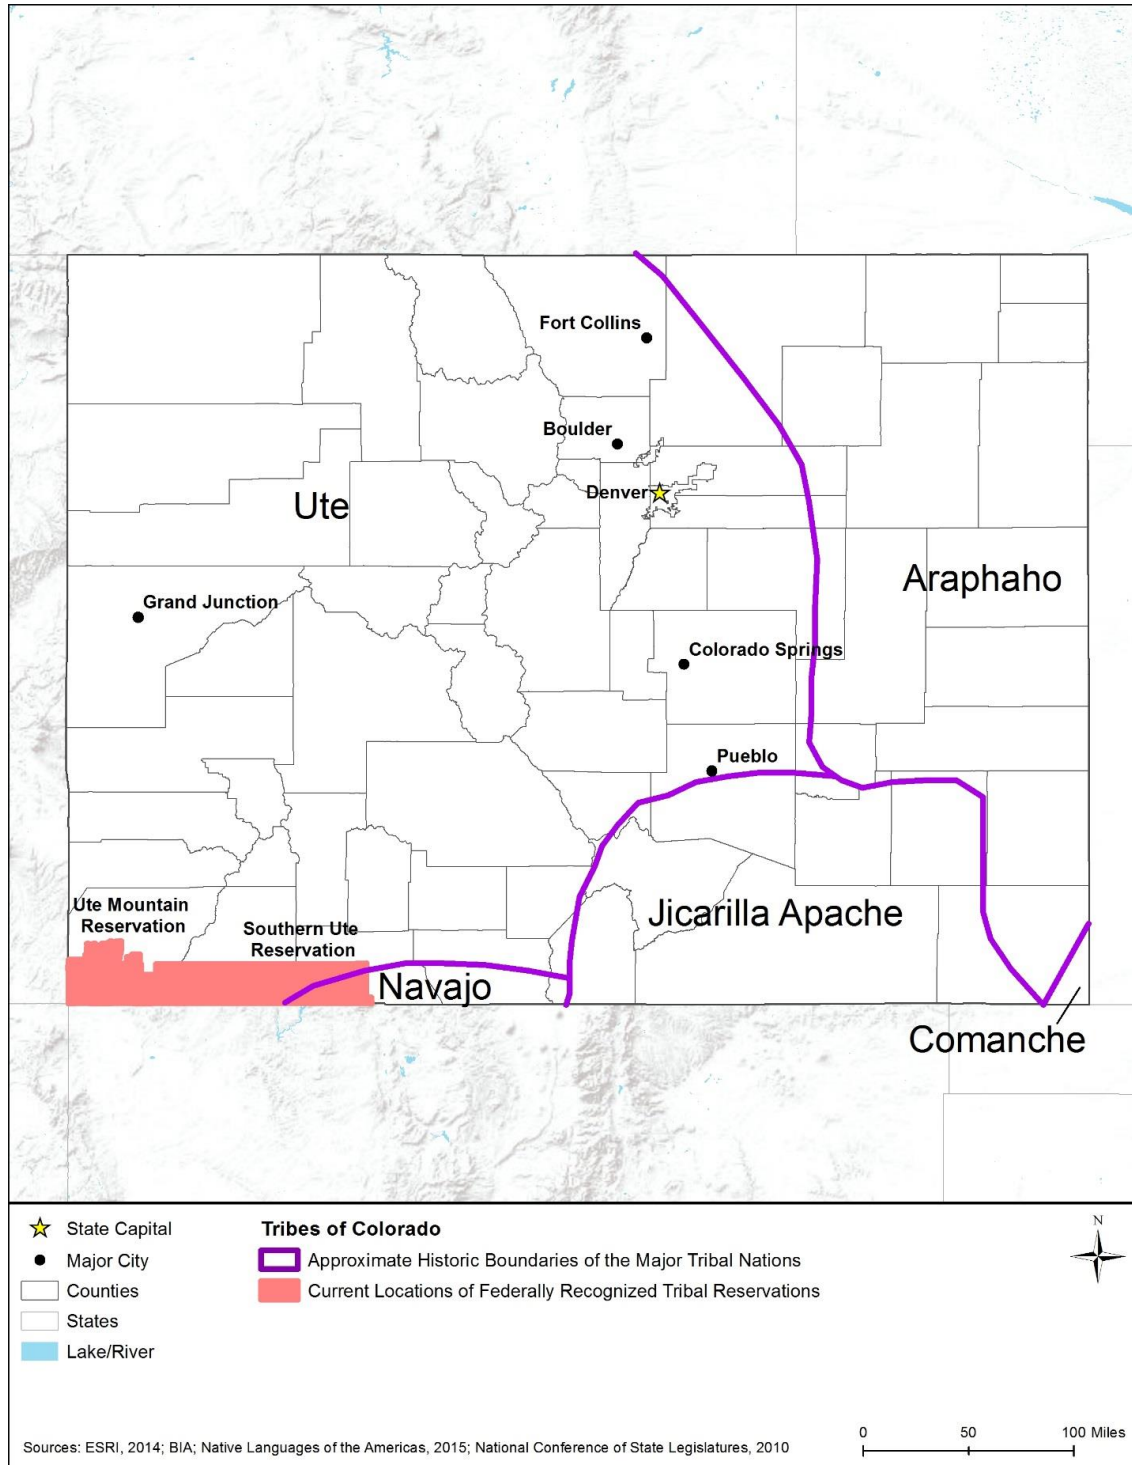 Fort Collins
Boulder
Denver
Ute
Araphaho
Grand Junction
Colorado Springs
Pueblo
Ute Mountain
Reservation
Southern Ute
Reservation
Jicarilla Apache
Navajo
Comanche
State Capital
Major City
Counties
States
Lake/River
Tribes of Colorado
Approximate Historic Boundaries of the Major Tribal Nations
Current Locations of Federally Recognized Tribal Reservations
N
Sources: ESRI, 2014; BIA; Native Languages of the Americas, 2015; National Conference of State Legislatures, 2010
0 50 100 Miles